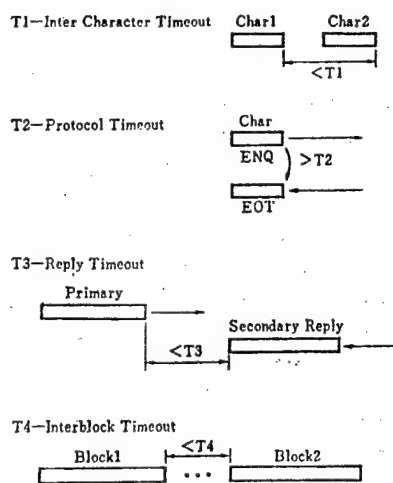 T1—Inter Character Timeout
Char1 Char2
<T1
T2—Protocol Timeout
Char
ENQ
>T2
EOT
T3—Reply Timeout
Primary
Secondary Reply
<T3
T4—Interblock Timeout
<T4
Block1 ••• Block2